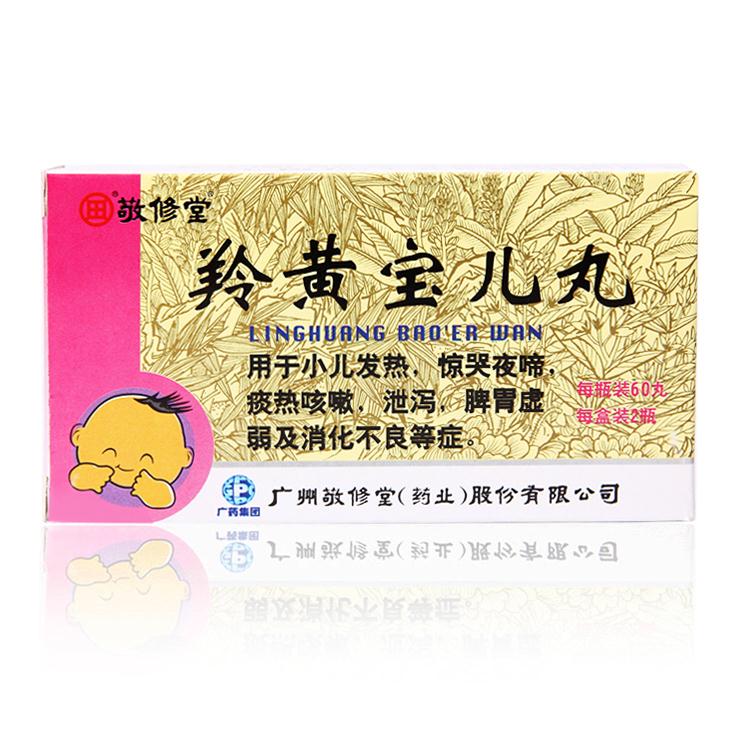 敬修堂
羚黄宝儿丸
LINGHUANG BAO'ER WAN
用于小儿发热，惊哭夜啼，
痰热咳嗽，泄泻，脾胃虚
弱及消化不良等症。
每瓶装60丸
每盒装2瓶
广药集团
广州敬修堂(药业)股份有限公司